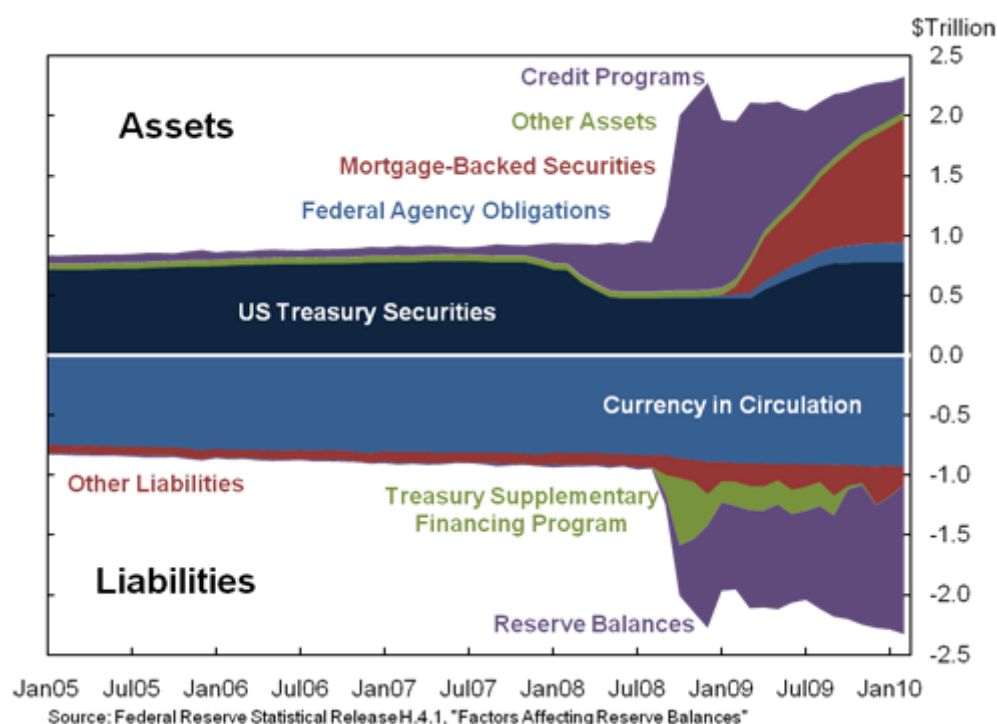 $Trillion
2.5
Credit Programs
Assets
Other Assets
2.0
Mortgage-Backed Securities
1.5
Federal Agency Obligations
1.0
0.5
US Treasury Securities
0.0
Currency in Circulation
-0.5
-1.0
Other Liabilities
Treasury Supplementary
Financing Program
-1.5
Liabilities
-2.0
Reserve Balances
-2.5
Jan05 Jul05 Jan06 Jul06 Jan07 Jul07 Jan08 Jul08 Jan09 Jul09 Jan10
Source: Federal Reserve Statistical Release H.4.1, "Factors Affecting Reserve Balances"